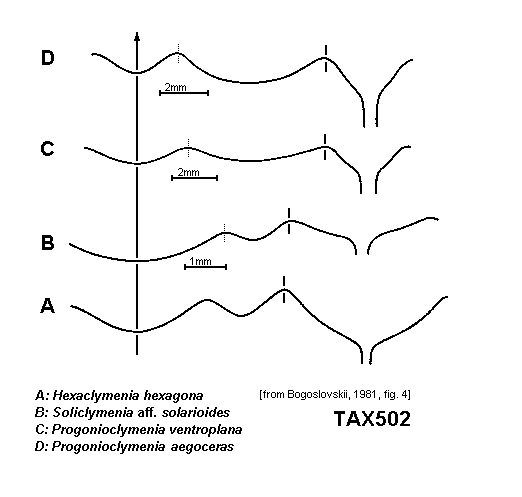 D
2mm
C
2mm
B
1mm
A
A: Hexaclymenia hexagona
[from Bogoslovskii, 1981, fig. 4]
B: Soliclymenia aff. solarioides
TAX502
C: Progonioclymenia ventroplana
D: Progonioclymenia aegoceras